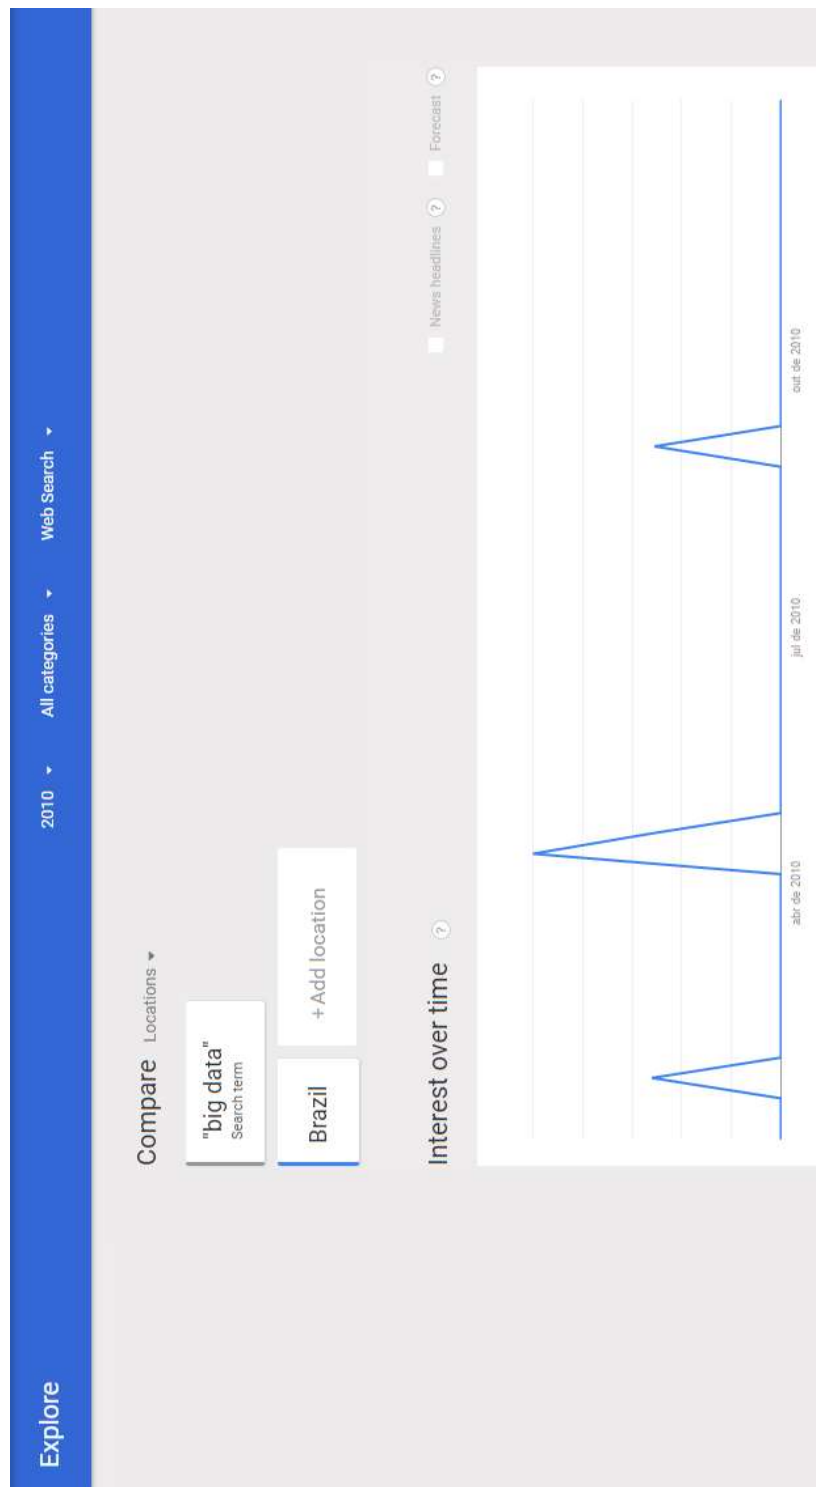 Explore
2010
All categories
Web Search
Compare Locations
"big data"
Search term
Brazil
+ Add location
Interest over time ?
News headlines ?
Forecast ?
abr de 2010
jul de 2010
out de 2010